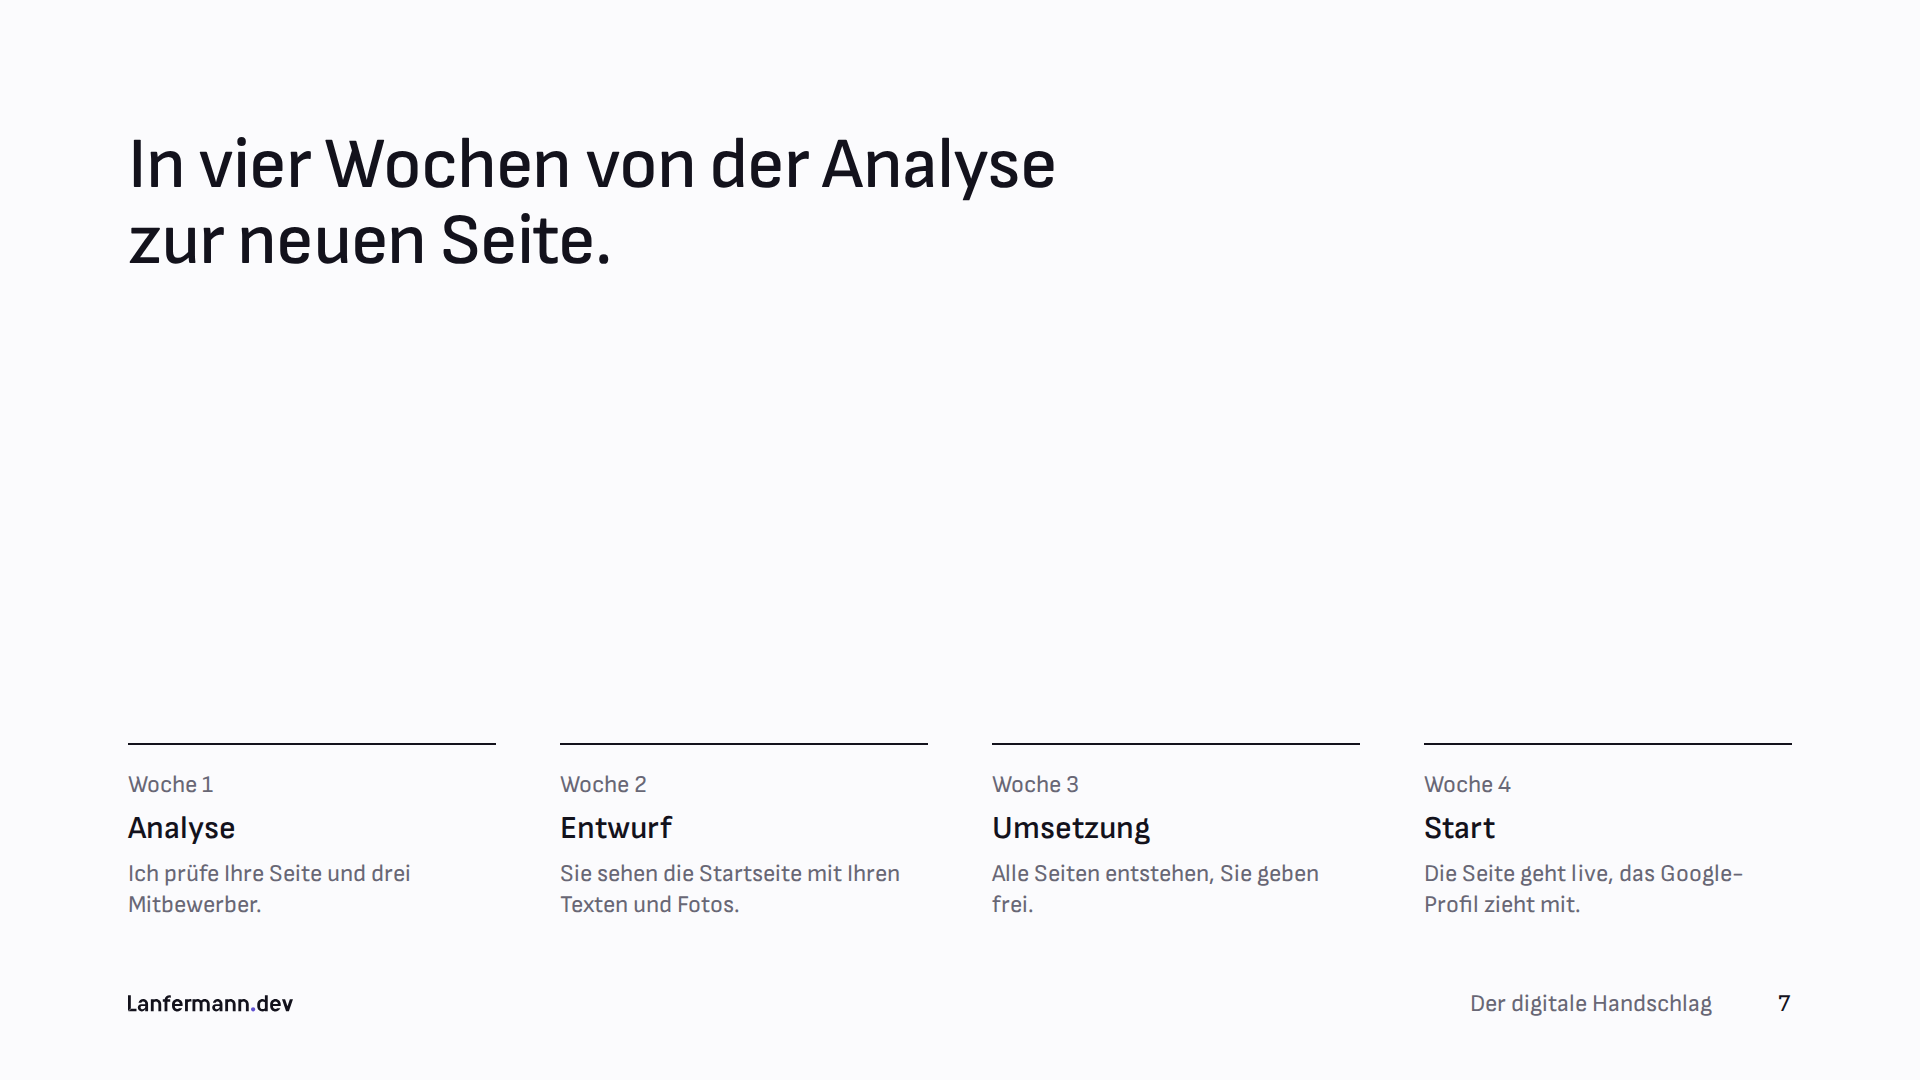 In vier Wochen von der Analyse
zur neuen Seite.
Woche 1
Analyse
Ich prüfe Ihre Seite und drei
Mitbewerber.
Woche 2
Entwurf
Sie sehen die Startseite mit Ihren
Texten und Fotos.
Woche 3
Umsetzung
Alle Seiten entstehen, Sie geben
frei.
Woche 4
Start
Die Seite geht live, das Google-
Profil zieht mit.
Lanfermann.dev
Der digitale Handschlag
7